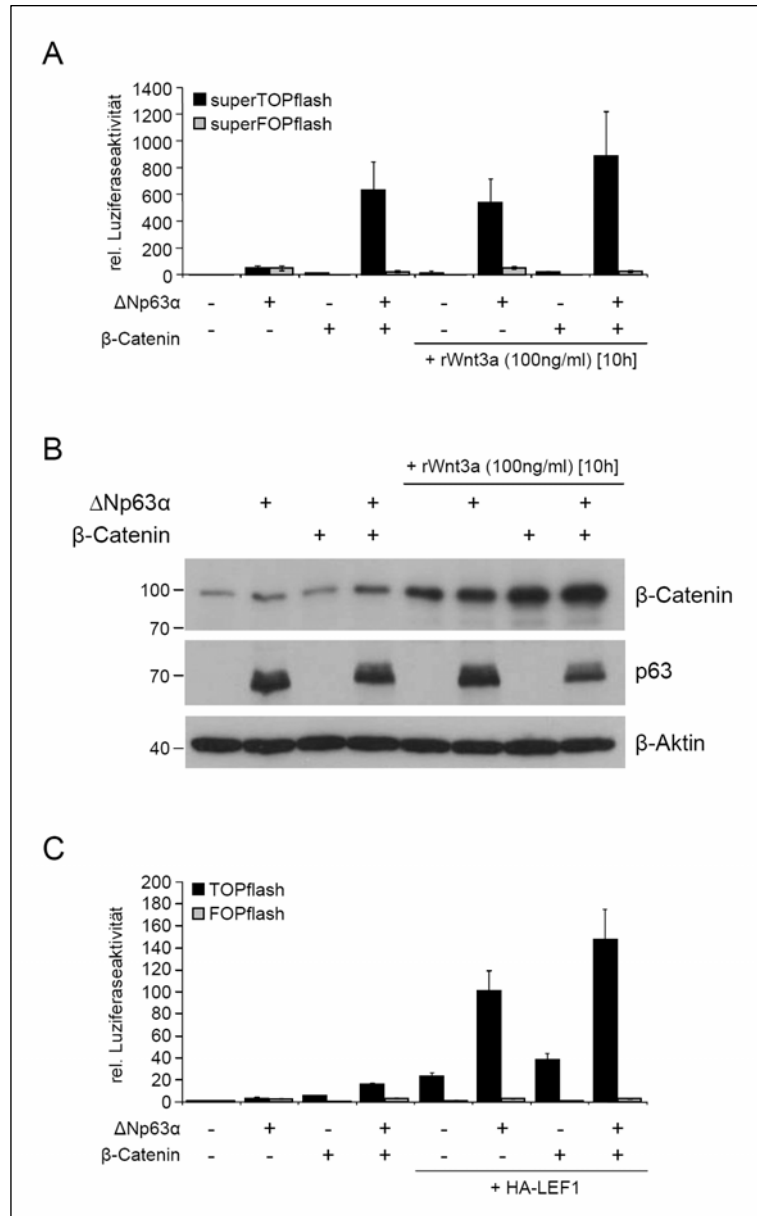 A
rel. Luziferaseaktivität
1400
1200
1000
800
600
400
200
0
superTOPflash
superFOPflash
ΔNp63α - + - + - + - +
β-Catenin - - + + - - + +
+ rWnt3a (100ng/ml) [10h]
B
+ rWnt3a (100ng/ml) [10h]
ΔNp63α + + + +
β-Catenin + + + +
100
70
β-Catenin
70
p63
40
β-Aktin
C
rel. Luziferaseaktivität
200
180
160
140
120
100
80
60
40
20
0
TOPflash
FOPflash
ΔNp63α - + - + - + - +
β-Catenin - - + + - - + +
+ HA-LEF1